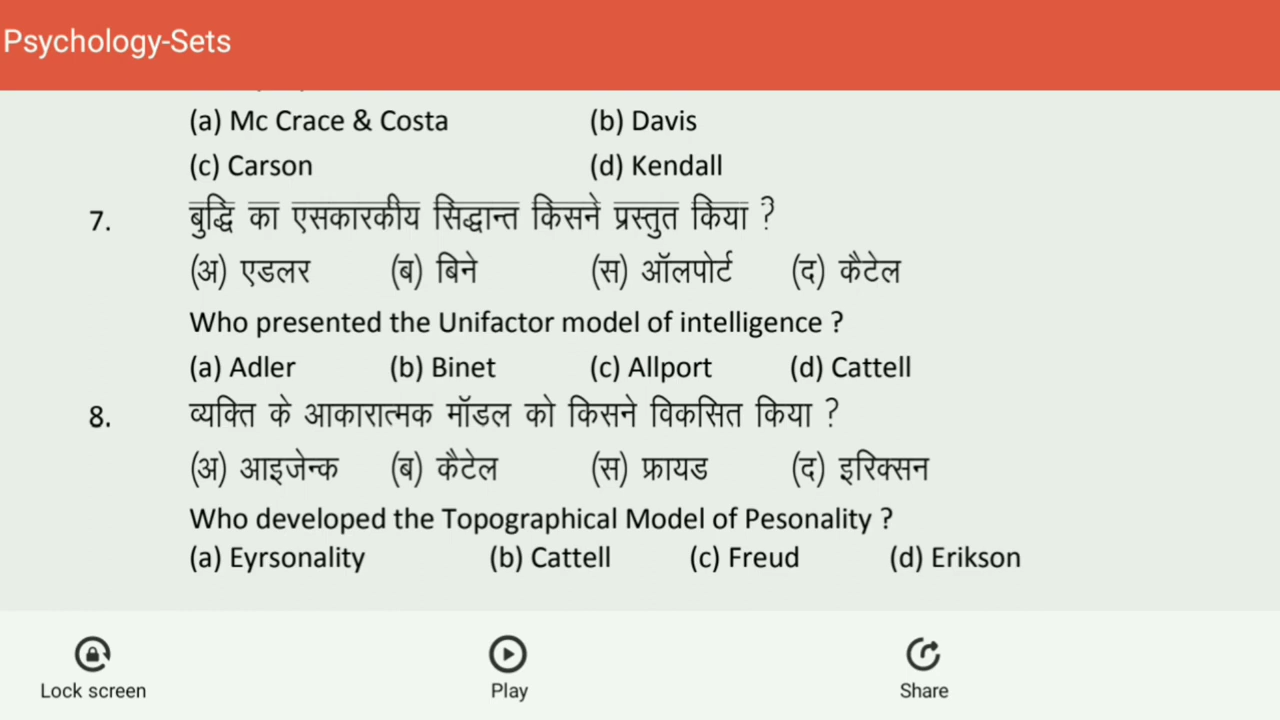 Psychology-Sets
(a) Mc Crace & Costa (b) Davis
(c) Carson (d) Kendall
7. बुद्धि का एसकारकीय सिद्धान्त किसने प्रस्तुत किया ?
(अ) एडलर (ब) बिने (स) ऑलपोर्ट (द) कैटेल
Who presented the Unifactor model of intelligence ?
(a) Adler (b) Binet (c) Allport (d) Cattell
8. व्यक्ति के आकारात्मक मॉडल को किसने विकसित किया ?
(अ) आइजेन्क (ब) कैटेल (स) फ्रायड (द) इरिक्सन
Who developed the Topographical Model of Pesonality ?
(a) Eyrsonality (b) Cattell (c) Freud (d) Erikson
Lock screen Play Share